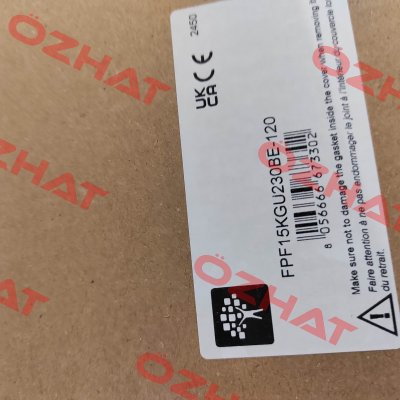 2450
UK
CA CE
FPF15KGU230BE-120
8 056666 673302
Make sure not to damage the gasket inside the cover when removing
Faire attention à ne pas endommager le joint à l'intérieur du couvercle lors
du retrait.
ÖZHAT
ÖZHAT
ÖZHAT
ÖZHAT
ÖZHAT
ÖZHAT